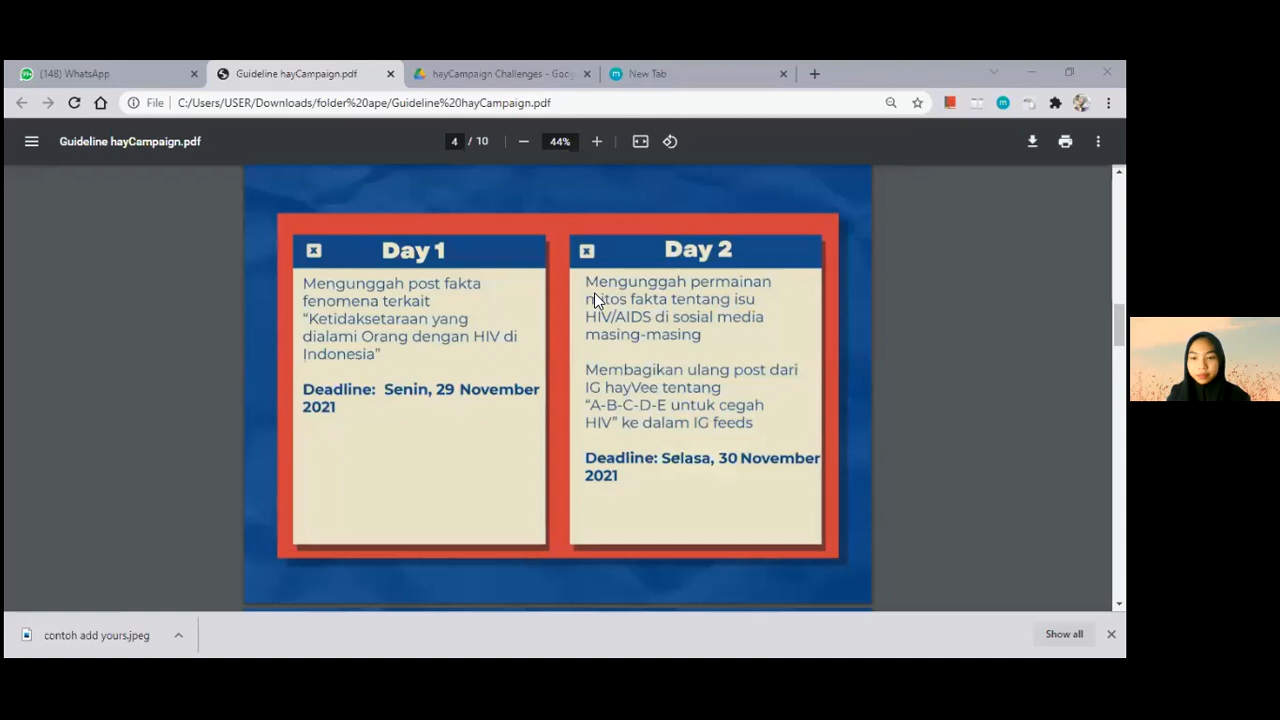 (148) WhatsApp
Guideline hayCampaign.pdf
hayCampaign Challenges - Goo
New Tab
File
C:/Users/USER/Downloads/folder%20ape/Guideline%20hayCampaign.pdf
Guideline hayCampaign.pdf
4 / 10
44%
Day 1
Mengunggah post fakta
fenomena terkait
“Ketidaksetaraan yang
dialami Orang dengan HIV di
Indonesia”
Deadline: Senin, 29 November
2021
Day 2
Mengunggah permainan
mitos fakta tentang isu
HIV/AIDS di sosial media
masing-masing
Membagikan ulang post dari
IG hayVee tentang
“A-B-C-D-E untuk cegah
HIV” ke dalam IG feeds
Deadline: Selasa, 30 November
2021
contoh add yours.jpeg
Show all